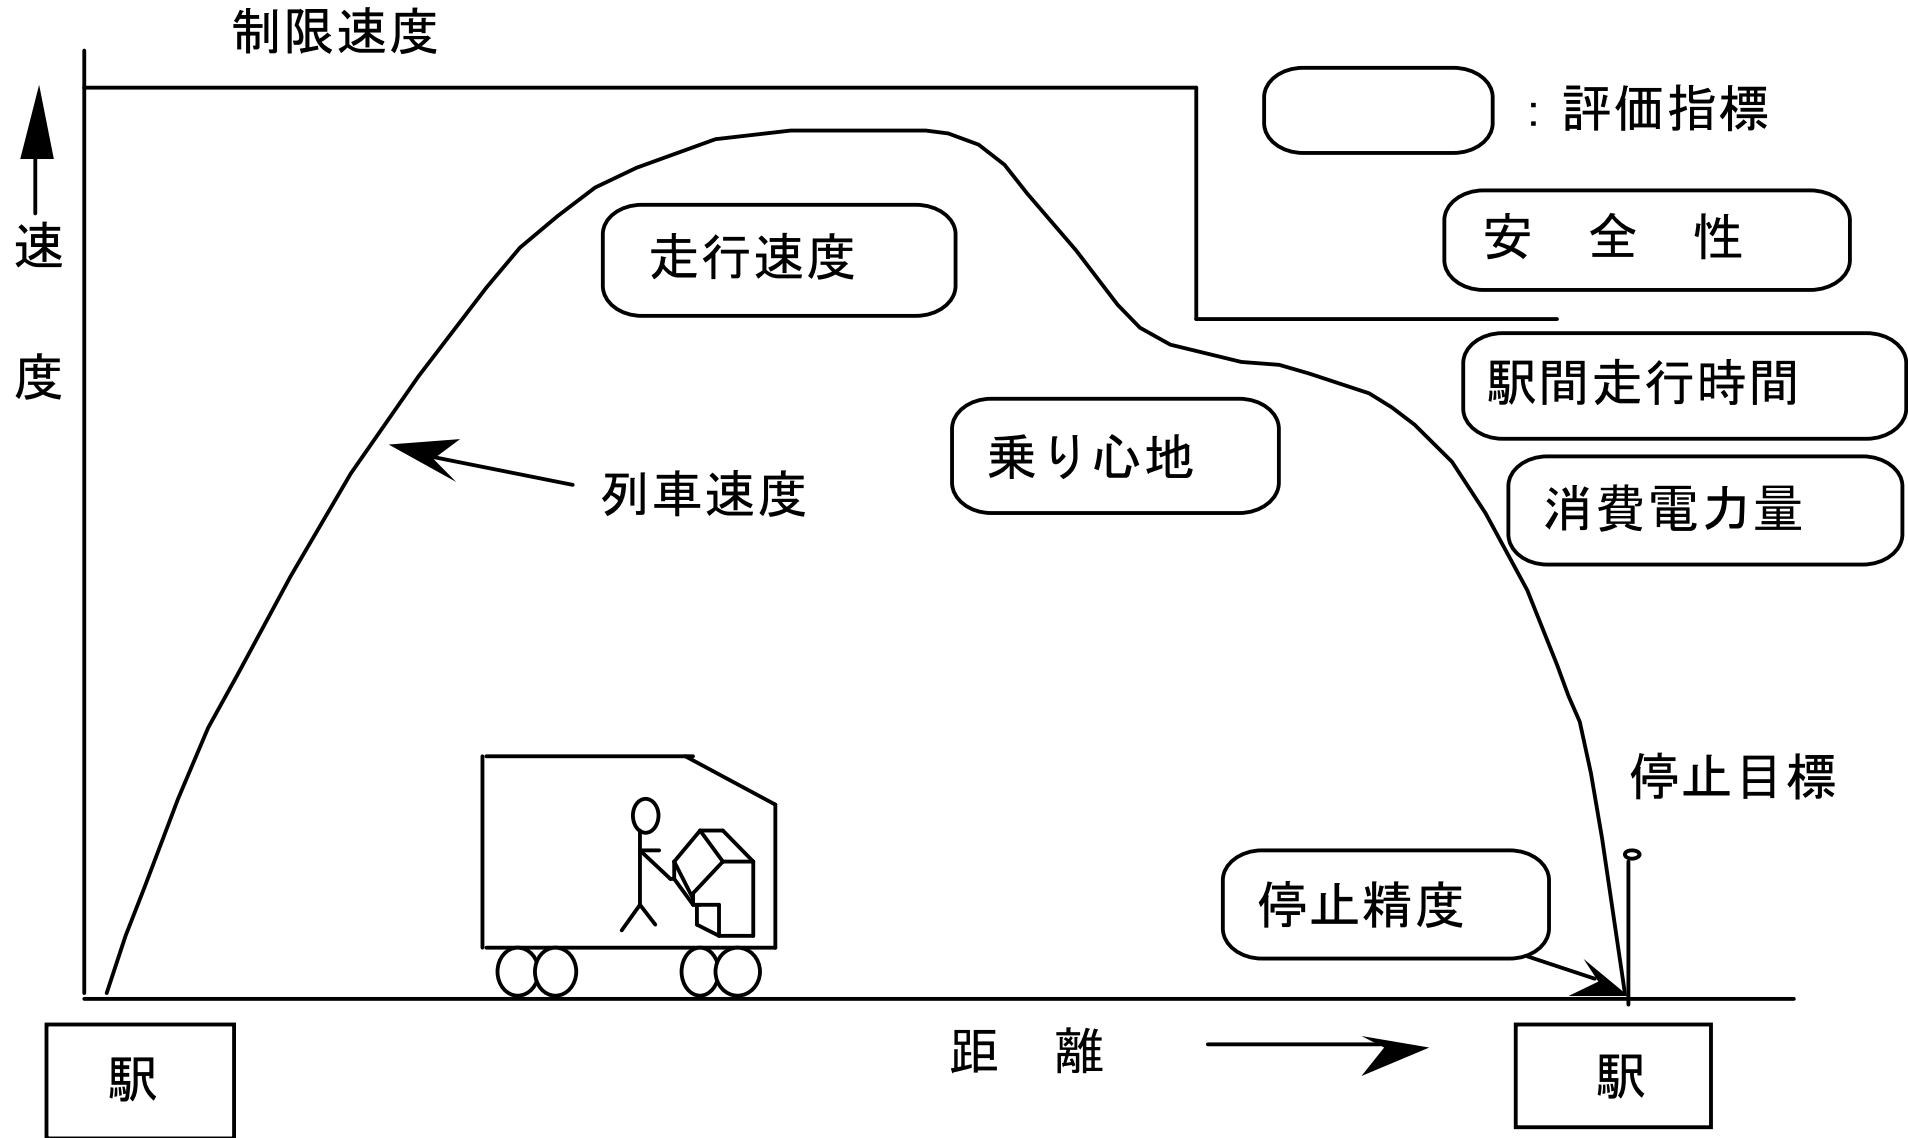 制限速度
：評価指標
安　全　性
速
度
走行速度
駅間走行時間
乗り心地
列車速度
消費電力量
停止目標
停止精度
距　離
駅
駅